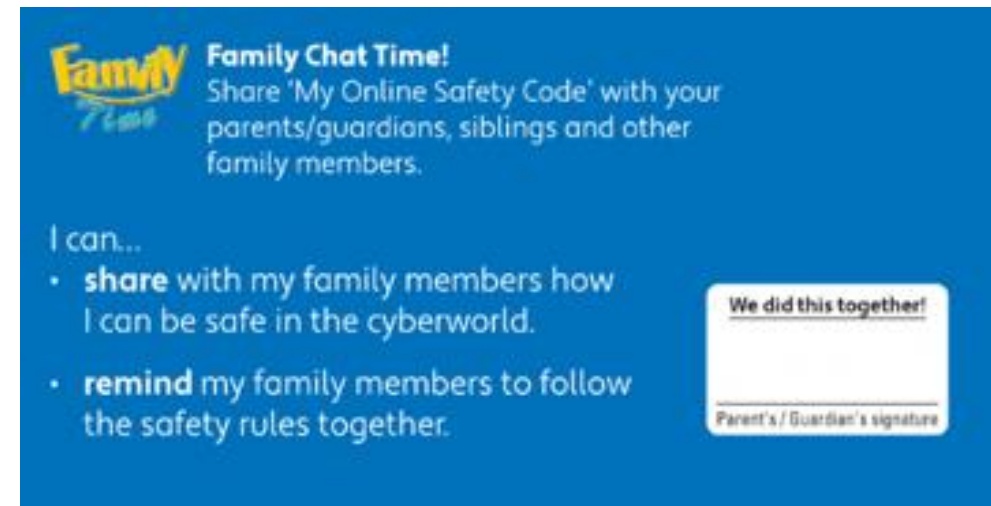 Family
Time
Family Chat Time!
Share 'My Online Safety Code' with your
parents/guardians, siblings and other
family members.
I can...
• share with my family members how
I can be safe in the cyberworld.
• remind my family members to follow
the safety rules together.
We did this together!
Parent's / Guardian's signature